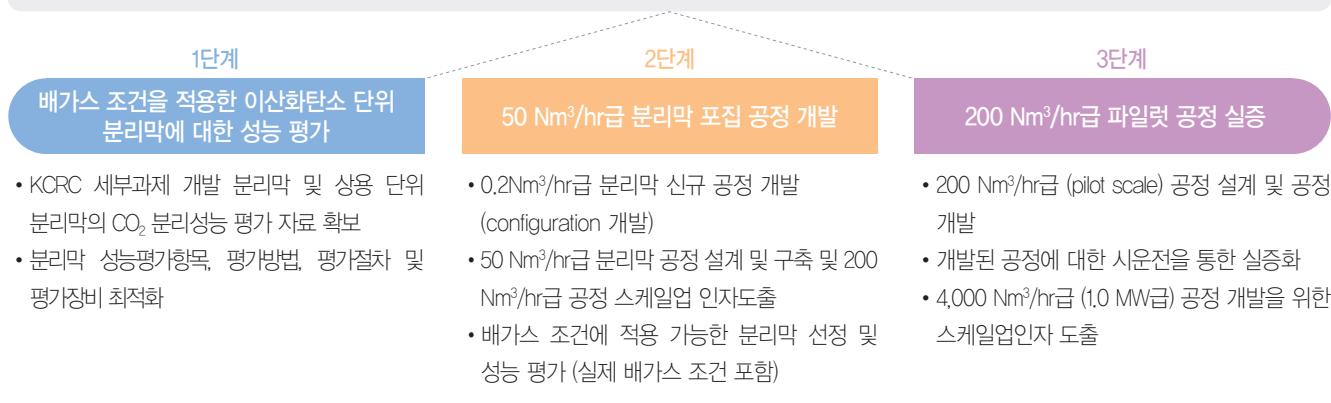 1단계
배가스 조건을 적용한 이산화탄소 단위
분리막에 대한 성능 평가
• KCRC 세부과제 개발 분리막 및 상용 단위
분리막의 CO₂ 분리성능 평가 자료 확보
• 분리막 성능평가항목, 평가방법, 평가절차 및
평가장비 최적화
2단계
50 Nm³/hr급 분리막 포집 공정 개발
• 0.2Nm³/hr급 분리막 신규 공정 개발
(configuration 개발)
• 50 Nm³/hr급 분리막 공정 설계 및 구축 및 200
Nm³/hr급 공정 스케일업 인자도출
• 배가스 조건에 적용 가능한 분리막 선정 및
성능 평가 (실제 배가스 조건 포함)
3단계
200 Nm³/hr급 파일럿 공정 실증
• 200 Nm³/hr급 (pilot scale) 공정 설계 및 공정
개발
• 개발된 공정에 대한 시운전을 통한 실증화
• 4,000 Nm³/hr급 (1.0 MW급) 공정 개발을 위한
스케일업인자 도출